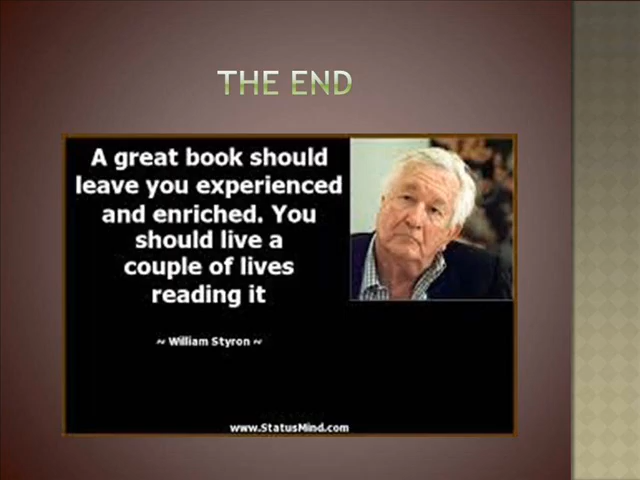 THE END
A great book should
leave you experienced
and enriched. You
should live a
couple of lives
reading it
~ William Styron ~
www.StatusMind.com